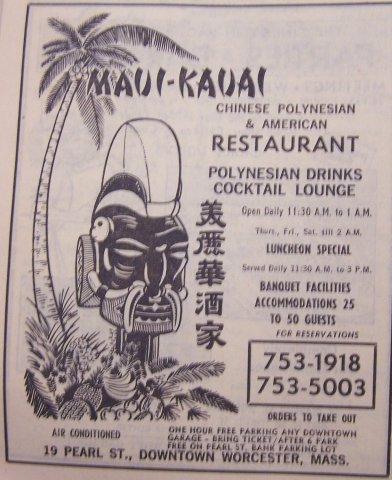 MAUI-KAUAI
CHINESE POLYNESIAN
& AMERICAN
RESTAURANT
POLYNESIAN DRINKS
COCKTAIL LOUNGE
美麗華酒家
Open Daily 11:30 A.M. to 1 A.M.
Thurs., Fri., Sat. till 2 A.M.
LUNCHEON SPECIAL
Served Daily 11:30 A.M. to 3 P.M.
BANQUET FACILITIES
ACCOMMODATIONS 25
TO 50 GUESTS
FOR RESERVATIONS
753-1918
753-5003
ORDERS TO TAKE OUT
AIR CONDITIONED
ONE HOUR FREE PARKING ANY DOWNTOWN
GARAGE - BRING TICKET/AFTER 6 PARK
FREE ON PEARL ST. BANK PARKING LOT
19 PEARL ST., DOWNTOWN WORCESTER, MASS.